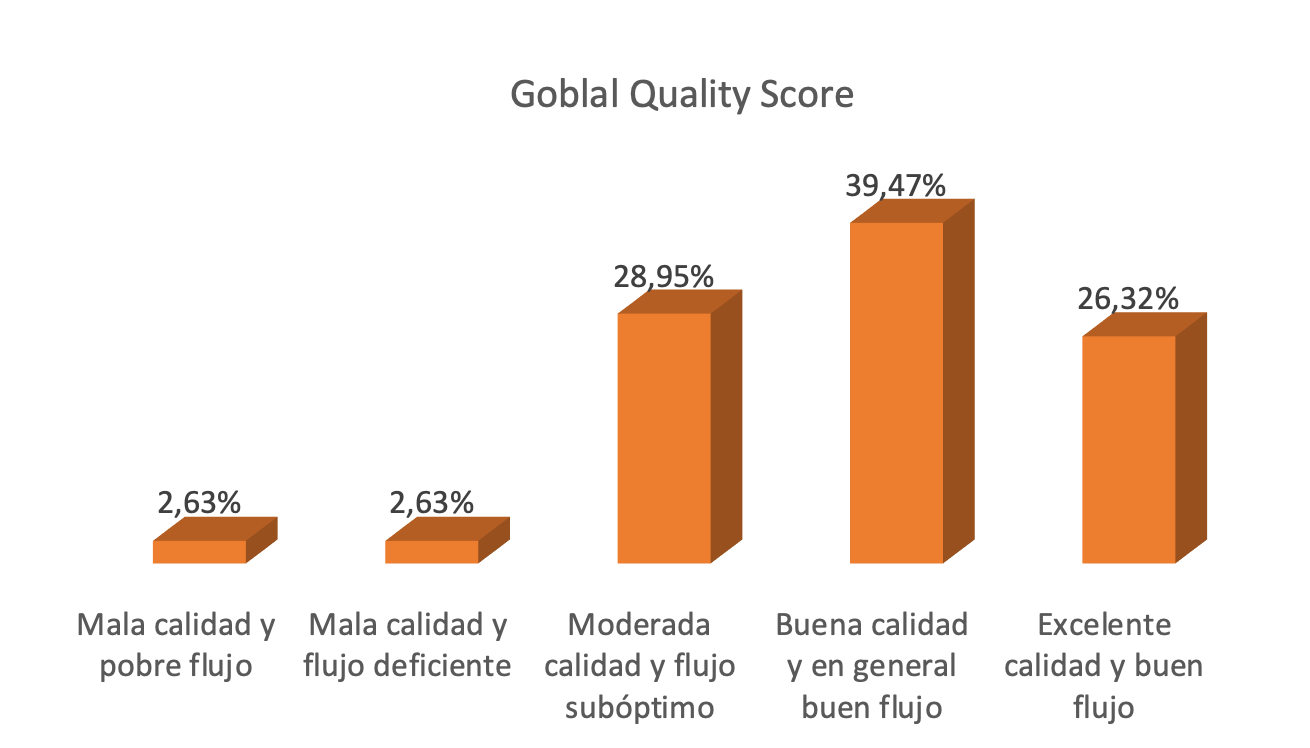 Goblal Quality Score
39,47%
28,95%
26,32%
2,63%
2,63%
Mala calidad y
pobre flujo
Mala calidad y
flujo deficiente
Moderada
calidad y flujo
subóptimo
Buena calidad
y en general
buen flujo
Excelente
calidad y buen
flujo